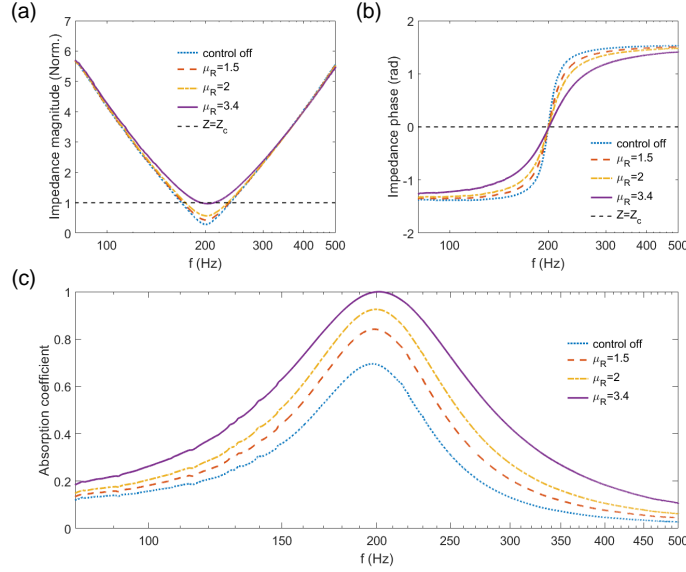 (a)
Impedance magnitude (Norm.)
7
6
5
4
3
2
1
0
100
200
300
400
500
f (Hz)
control off
μR=1.5
μR=2
μR=3.4
Z=Zc
(b)
Impedance phase (rad)
2
1
0
-1
-2
100
200
300
400
500
f (Hz)
control off
μR=1.5
μR=2
μR=3.4
Z=Zc
(c)
Absorption coefficient
1
0.8
0.6
0.4
0.2
0
100
150
200
250
300
350
400
450
500
f (Hz)
control off
μR=1.5
μR=2
μR=3.4